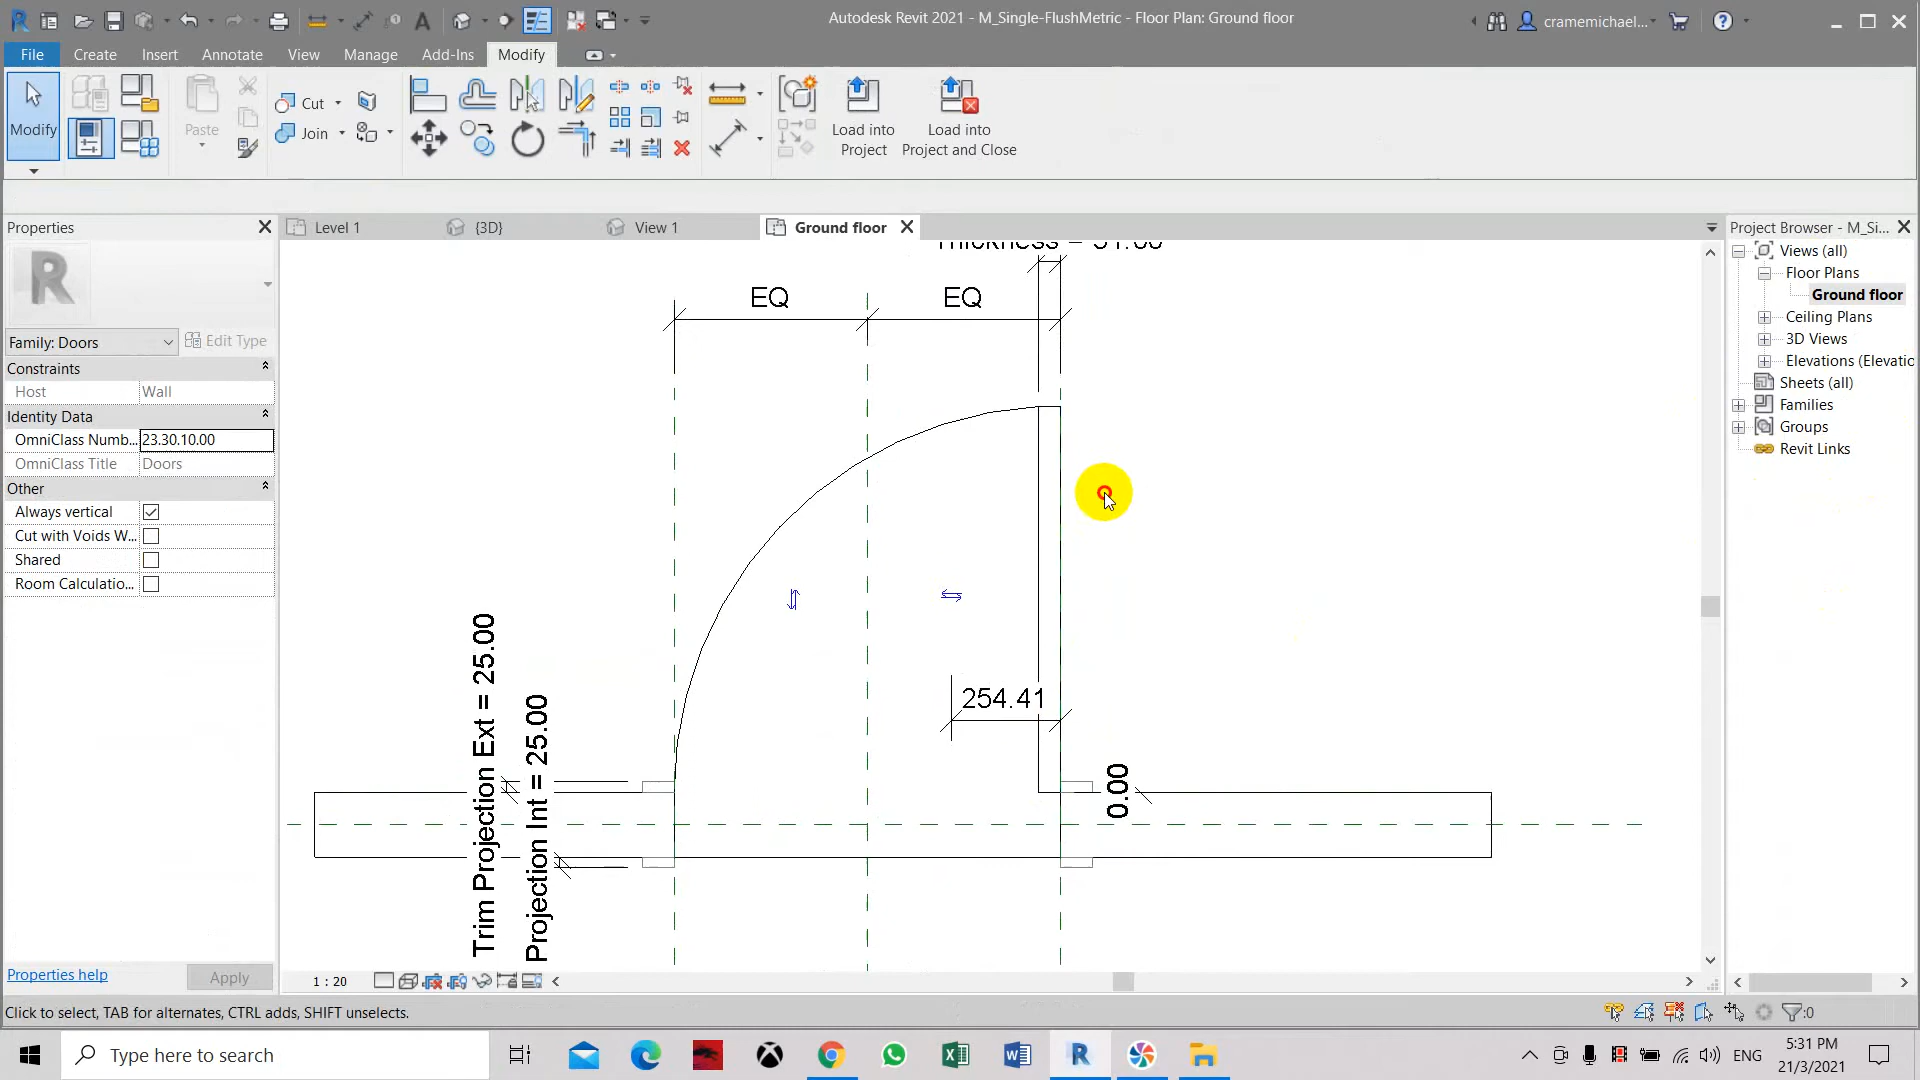 Autodesk Revit 2021 - M_Single-FlushMetric - Floor Plan: Ground floor
cramemichael...
File Create Insert Annotate View Manage Add-Ins Modify
Modify
Paste
Cut
Join
Load into
Project
Load into
Project and Close
Properties
Level 1
{3D}
View 1
Ground floor
Project Browser - M_Si...
Family: Doors
Edit Type
Constraints
Host Wall
Identity Data
OmniClass Numb... 23.30.10.00
OmniClass Title Doors
Other
Always vertical
Cut with Voids W...
Shared
Room Calculatio...
Properties help
Apply
Thickness = 51.00
EQ EQ
254.41
0.00
Trim Projection Ext = 25.00
Projection Int = 25.00
Views (all)
Floor Plans
Ground floor
Ceiling Plans
3D Views
Elevations (Elevatio
Sheets (all)
Families
Groups
Revit Links
1 : 20
Click to select, TAB for alternates, CTRL adds, SHIFT unselects.
:0
Type here to search
ENG
5:31 PM
21/3/2021